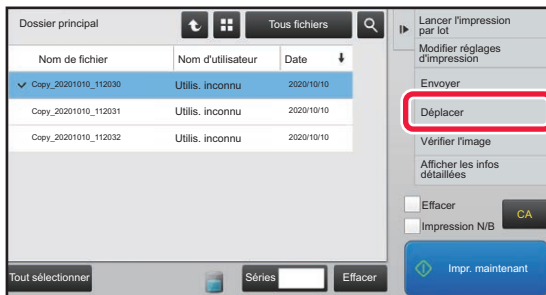 Dossier principal
Tous fichiers
Nom de fichier
Nom d'utilisateur
Date
Copy_20201010_112030
Utilis. inconnu
2020/10/10
Copy_20201010_112031
Utilis. inconnu
2020/10/10
Copy_20201010_112032
Utilis. inconnu
2020/10/10
Tout sélectionner
Séries
Effacer
Lancer l'impression
par lot
Modifier réglages
d'impression
Envoyer
Déplacer
Vérifier l'image
Afficher les infos
détaillées
Effacer
Impression N/B
CA
Impr. maintenant